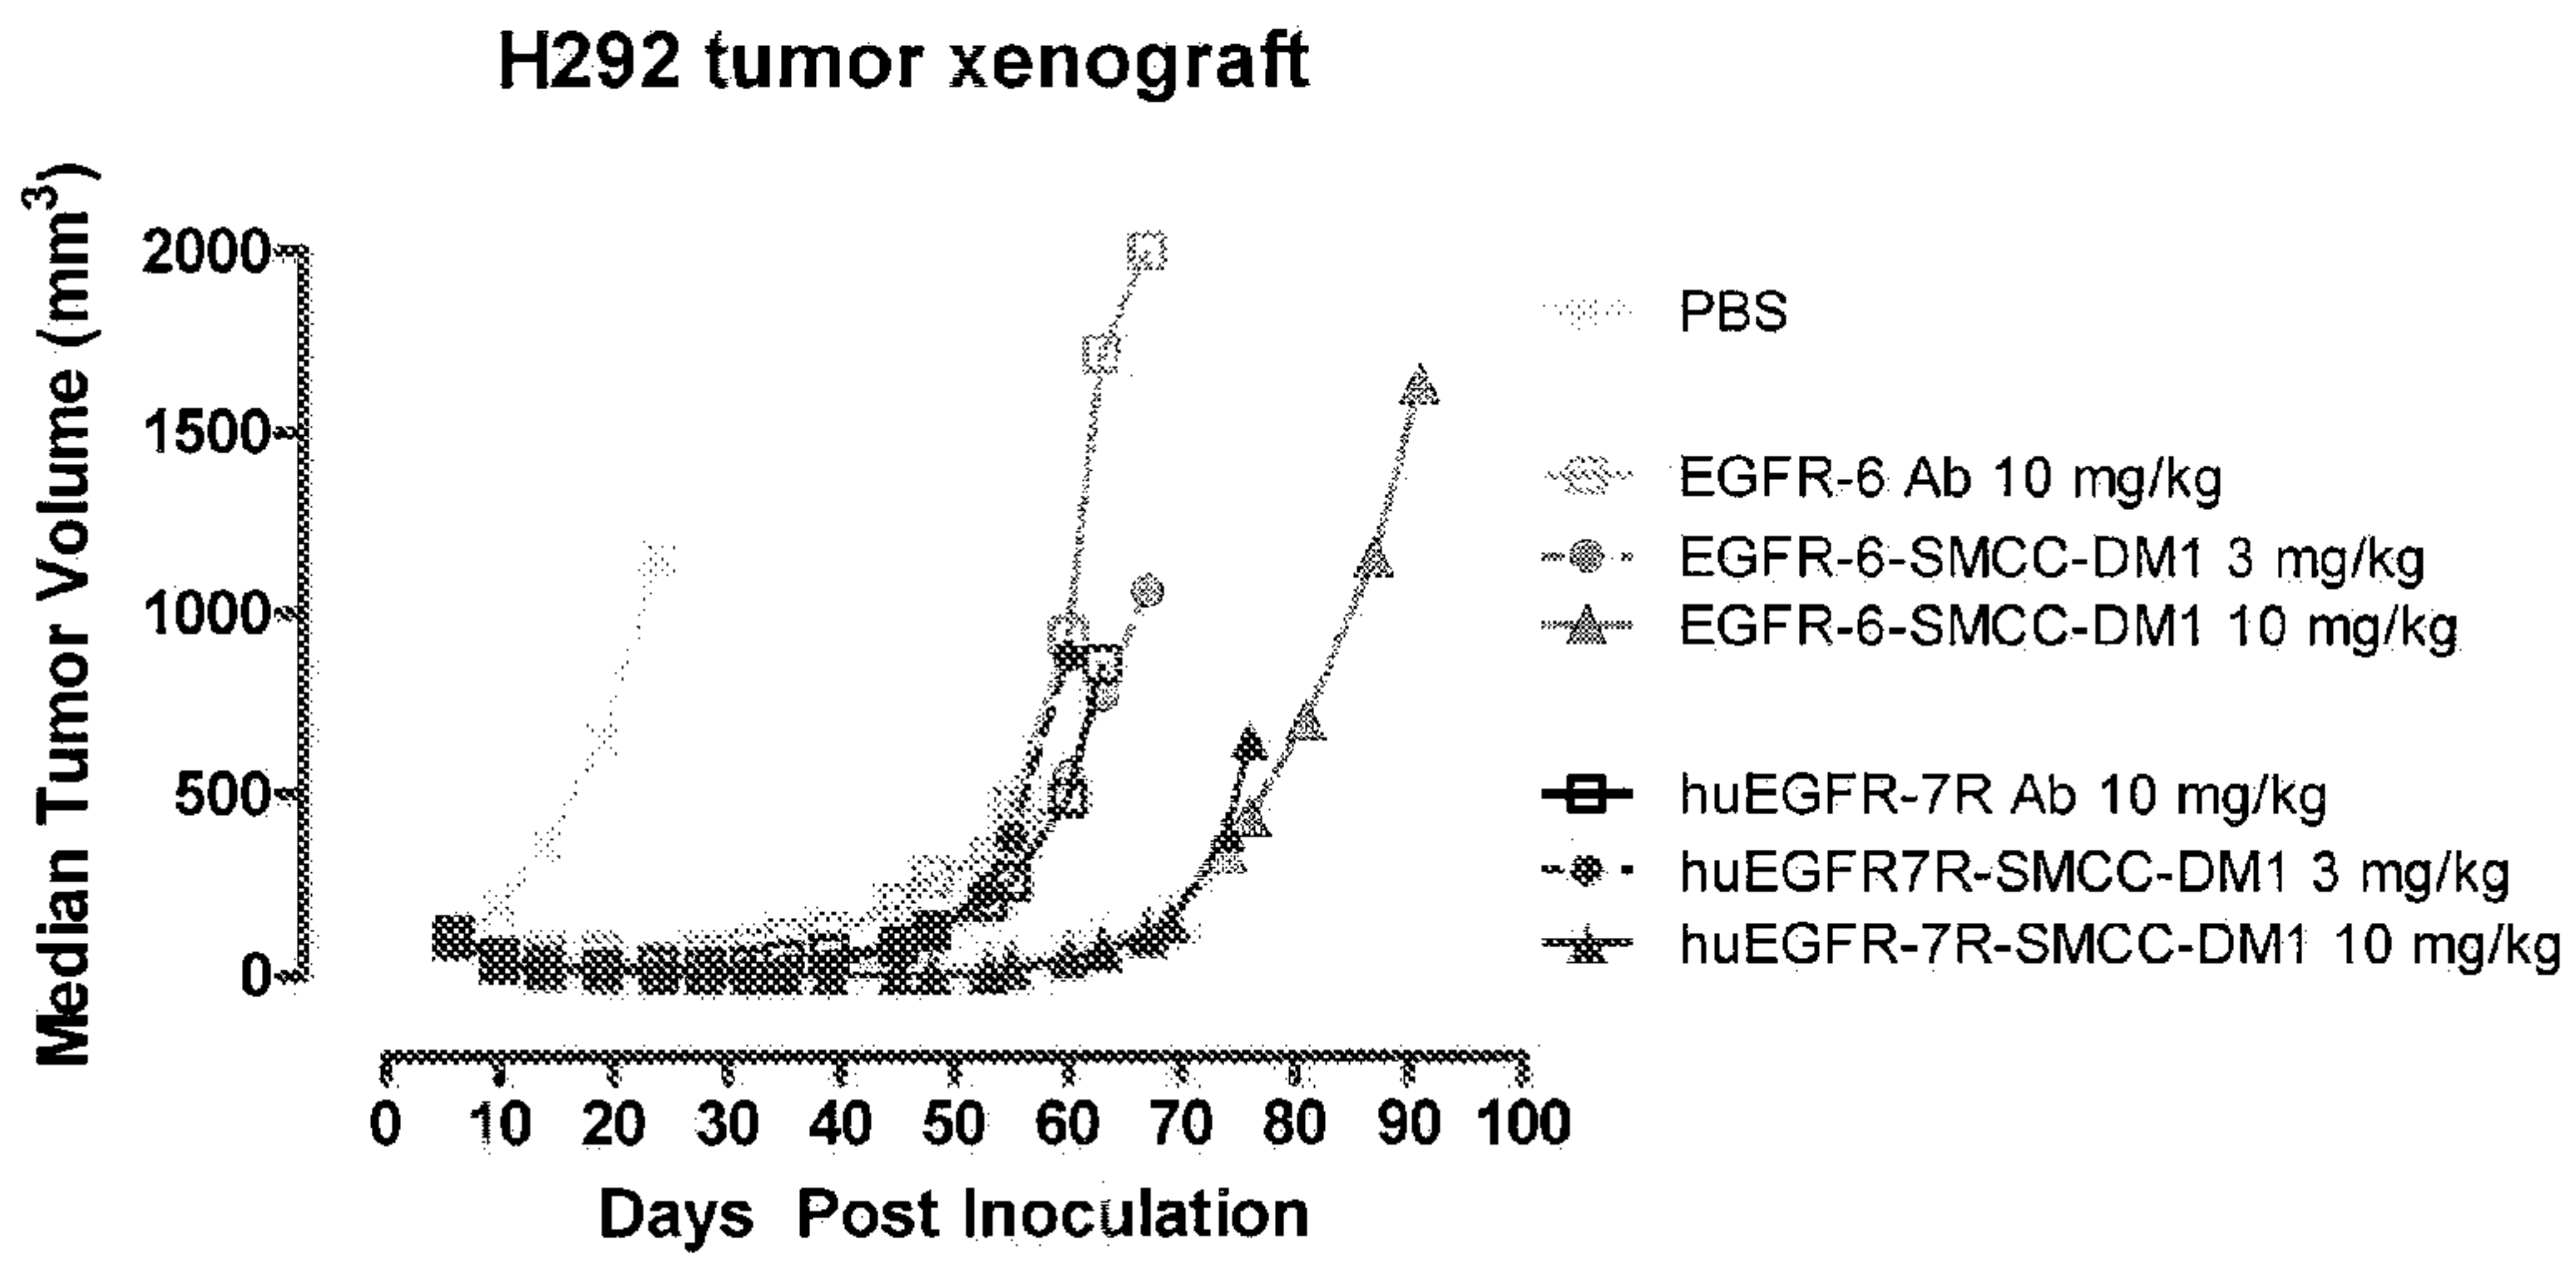 H292 tumor xenograft
Median Tumor Volume (mm³)
2000
1500
1000
500
0
0 10 20 30 40 50 60 70 80 90 100
Days Post Inoculation
PBS
EGFR-6 Ab 10 mg/kg
EGFR-6-SMCC-DM1 3 mg/kg
EGFR-6-SMCC-DM1 10 mg/kg
huEGFR-7R Ab 10 mg/kg
huEGFR7R-SMCC-DM1 3 mg/kg
huEGFR-7R-SMCC-DM1 10 mg/kg